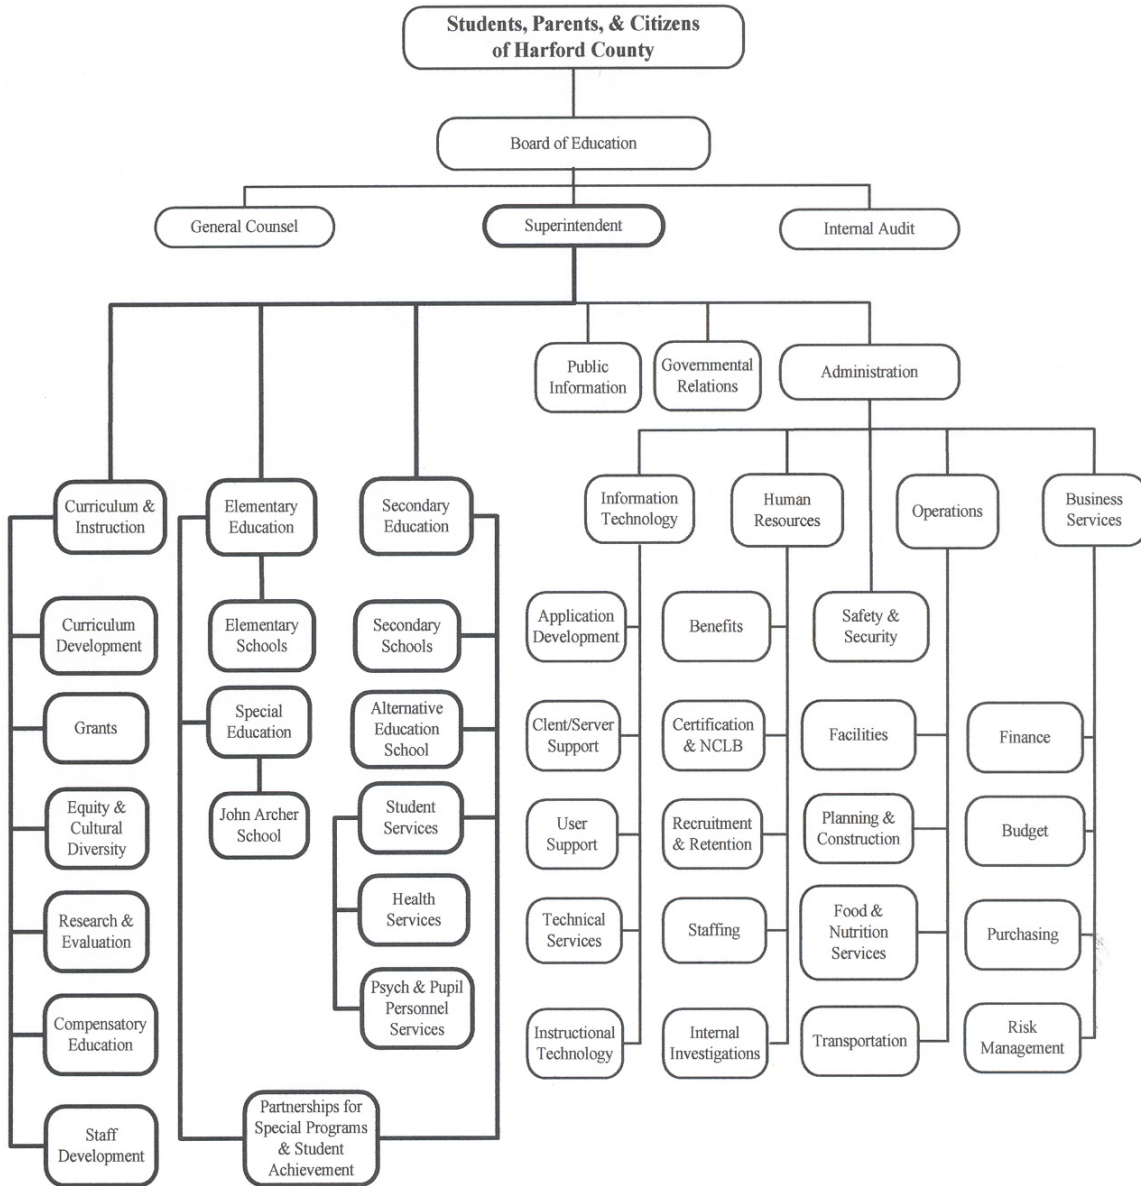 Students, Parents, & Citizens
of Harford County
Board of Education
General Counsel
Superintendent
Internal Audit
Public
Information
Governmental
Relations
Administration
Curriculum &
Instruction
Elementary
Education
Secondary
Education
Information
Technology
Human
Resources
Operations
Business
Services
Curriculum
Development
Elementary
Schools
Secondary
Schools
Application
Development
Benefits
Safety &
Security
Grants
Special
Education
Alternative
Education
School
Clent/Server
Support
Certification
& NCLB
Facilities
Finance
Equity &
Cultural
Diversity
John Archer
School
Student
Services
User
Support
Recruitment
& Retention
Planning &
Construction
Budget
Research &
Evaluation
Health
Services
Technical
Services
Staffing
Food &
Nutrition
Services
Purchasing
Compensatory
Education
Psych & Pupil
Personnel
Services
Instructional
Technology
Internal
Investigations
Transportation
Risk
Management
Staff
Development
Partnerships for
Special Programs
& Student
Achievement